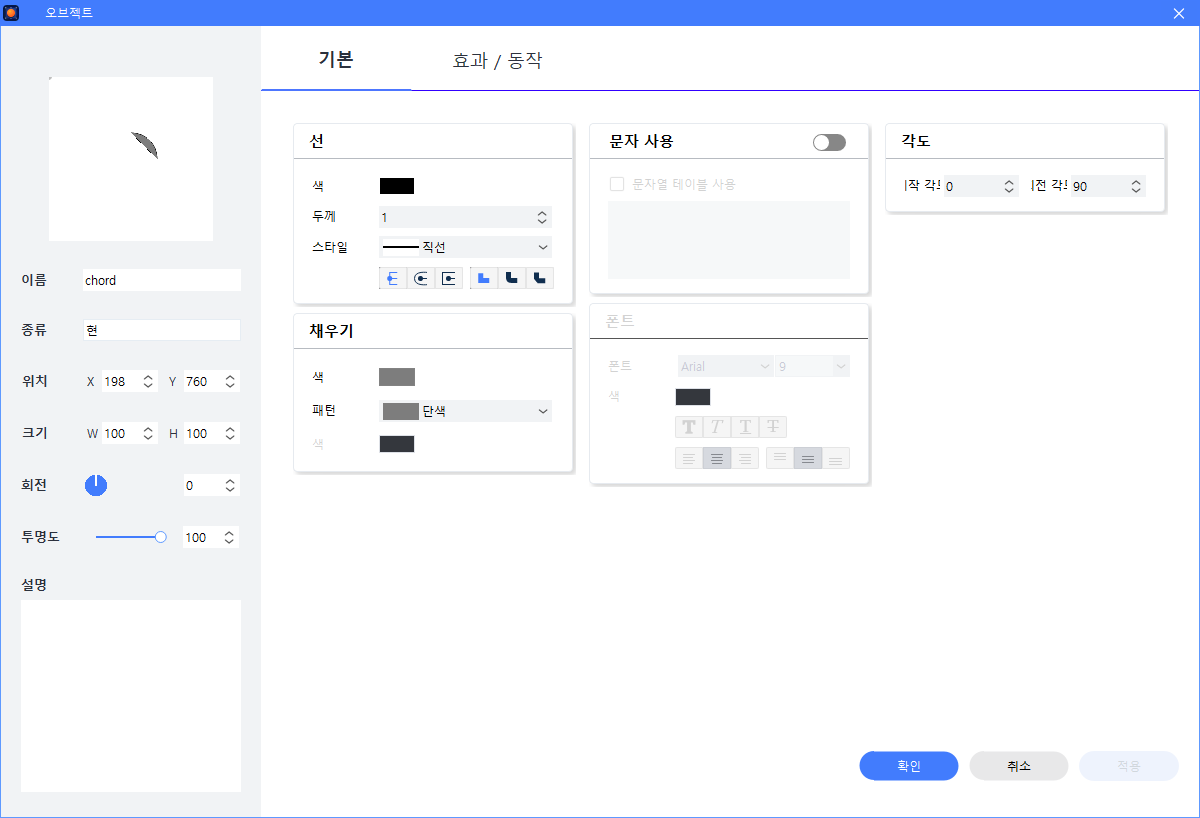 오브젝트
기본
효과 / 동작
이름
chord
종류
현
위치
X 198
Y 760
크기
W 100
H 100
회전
0
투명도
100
설명
선
색
두께
1
스타일
직선
채우기
색
패턴
단색
색
문자 사용
문자열 테이블 사용
폰트
폰트
Arial
9
색
T T T T
각도
각
0
전 각
90
확인
취소
적용